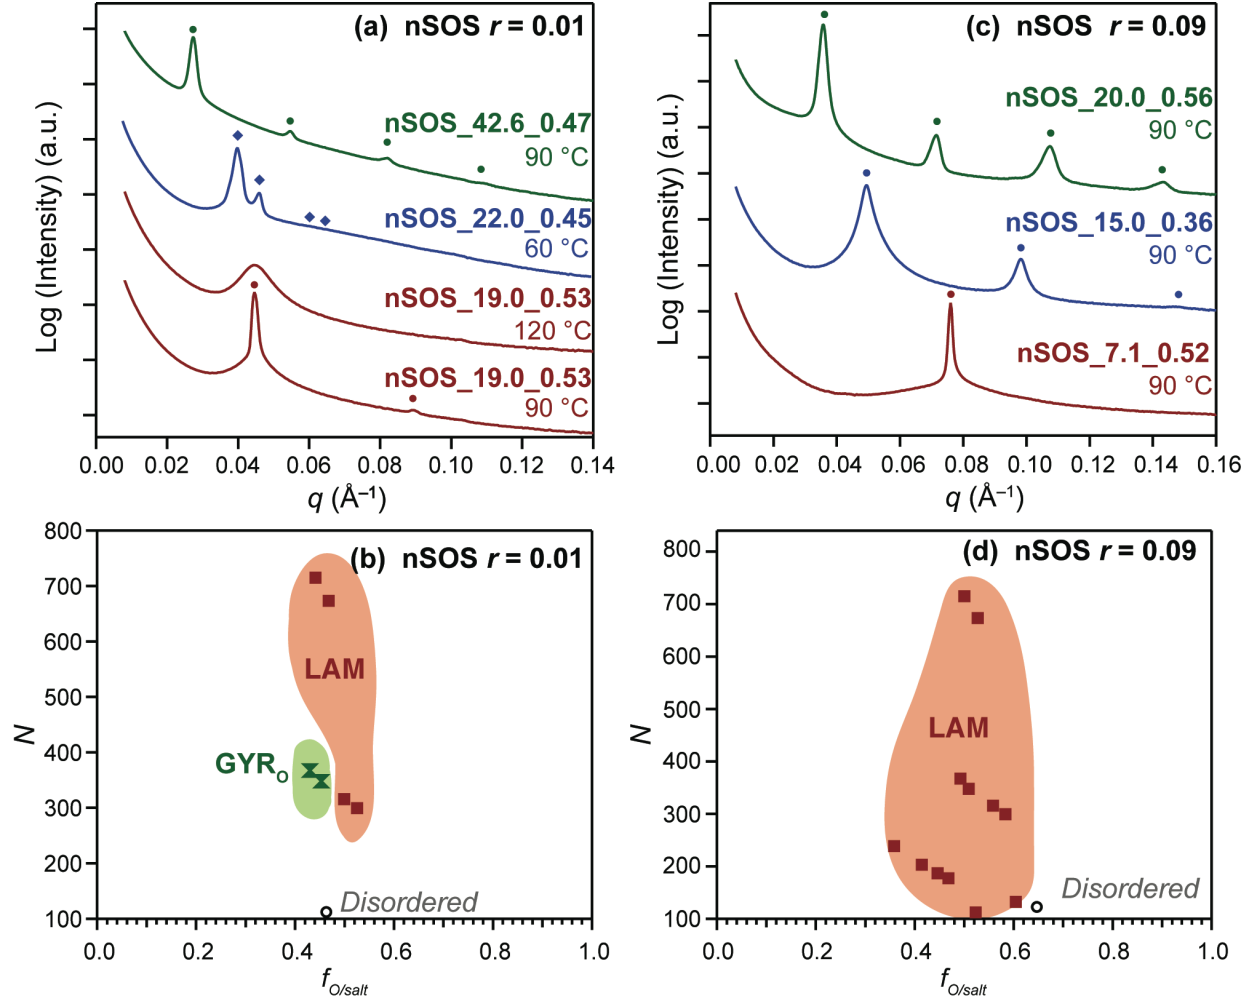 (a) nSOS r = 0.01
Log (Intensity) (a.u.)
nSOS_42.6_0.47
90 °C
nSOS_22.0_0.45
60 °C
nSOS_19.0_0.53
120 °C
nSOS_19.0_0.53
90 °C
0.00 0.02 0.04 0.06 0.08 0.10 0.12 0.14
q (Å–1)
(c) nSOS r = 0.09
Log (Intensity) (a.u.)
nSOS_20.0_0.56
90 °C
nSOS_15.0_0.36
90 °C
nSOS_7.1_0.52
90 °C
0.00 0.02 0.04 0.06 0.08 0.10 0.12 0.14 0.16
q (Å–1)
(b) nSOS r = 0.01
N
800
700
600
500
400
300
200
100
LAM
GYRO
Disordered
0.0 0.2 0.4 0.6 0.8 1.0
fO/salt
(d) nSOS r = 0.09
N
800
700
600
500
400
300
200
100
LAM
Disordered
0.0 0.2 0.4 0.6 0.8 1.0
fO/salt